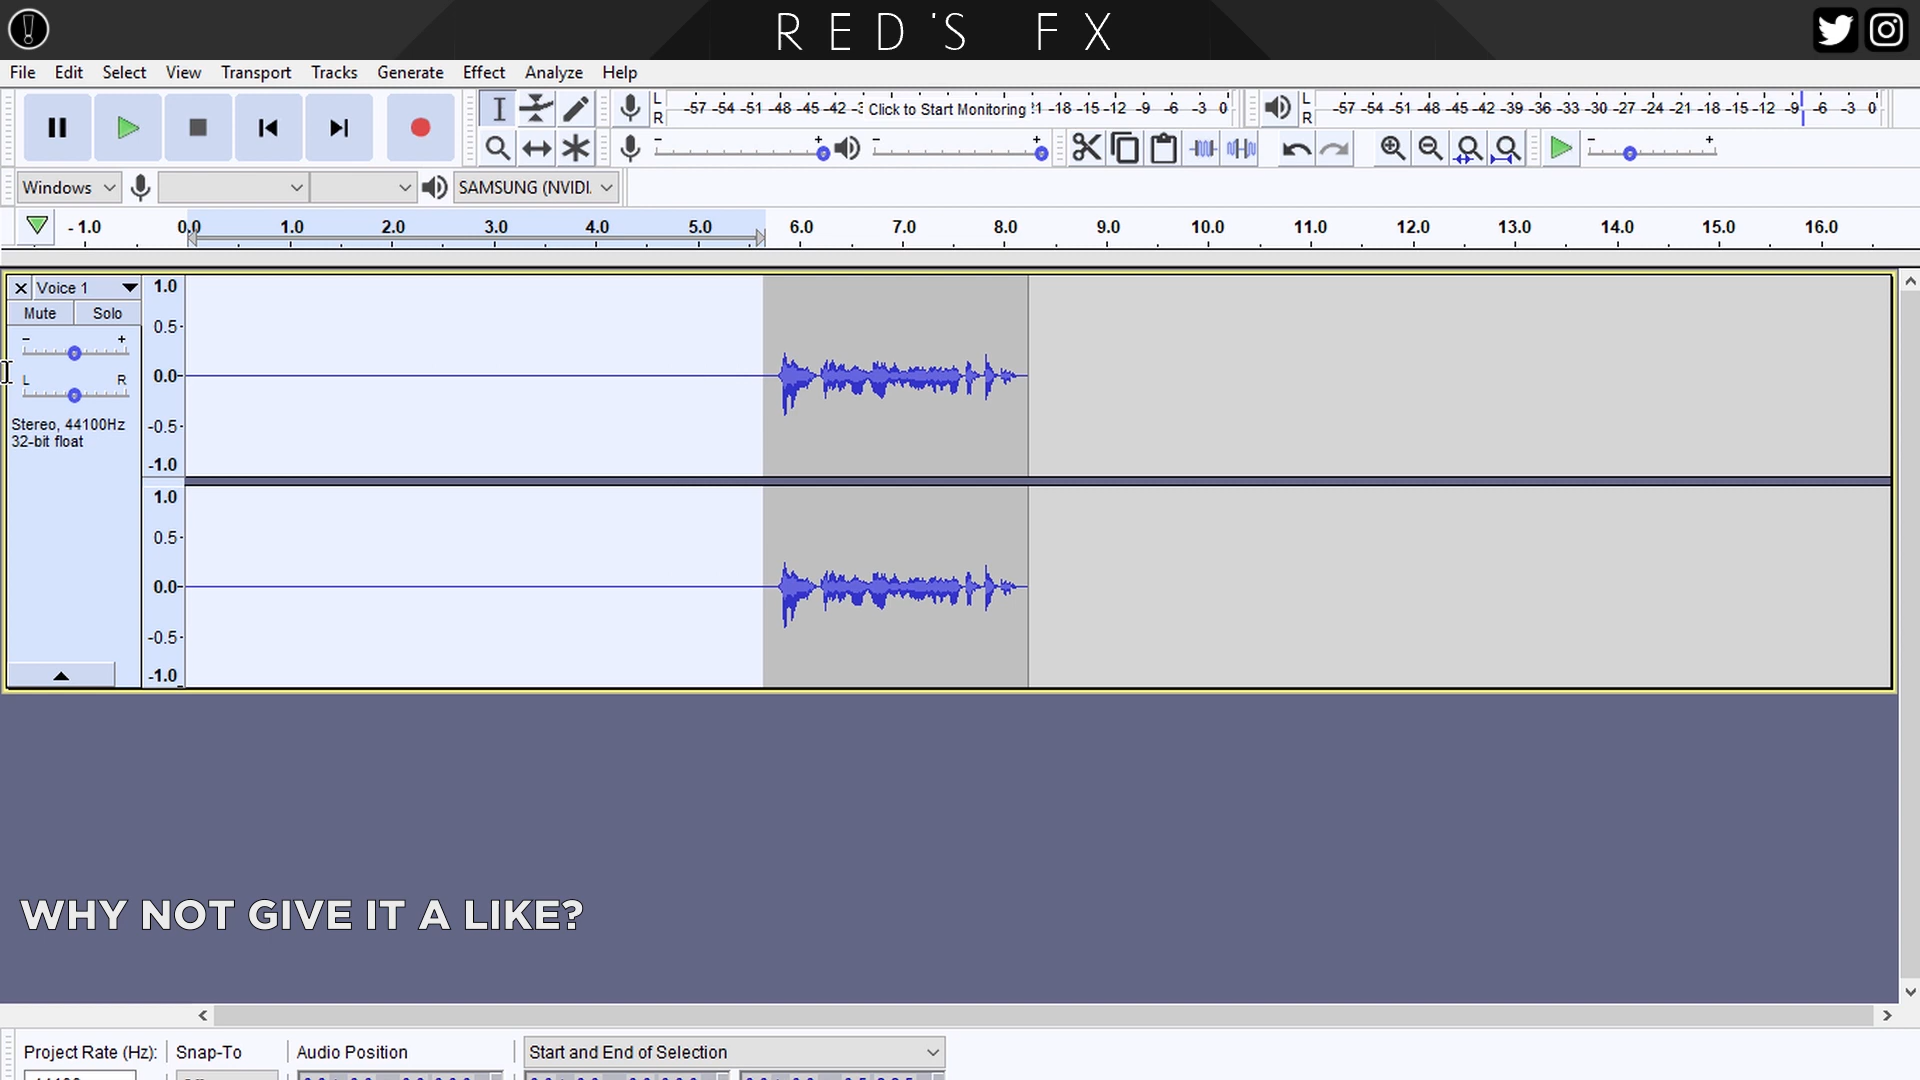 RED'S FX
File Edit Select View Transport Tracks Generate Effect Analyze Help
L -57 -54 -51 -48 -45 -42 -3 Click to Start Monitoring !1 -18 -15 -12 -9 -6 -3 0 L -57 -54 -51 -48 -45 -42 -39 -36 -33 -30 -27 -24 -21 -18 -15 -12 -9 -6 -3 0
R R
- + - + - +
Windows SAMSUNG (NVIDI.
- 1.0 0.0 1.0 2.0 3.0 4.0 5.0 6.0 7.0 8.0 9.0 10.0 11.0 12.0 13.0 14.0 15.0 16.0
Voice 1 1.0
Mute Solo
0.5
- +
0.0
L R
Stereo, 44100Hz
-0.5
32-bit float
-1.0
1.0
0.5
0.0
-0.5
-1.0
WHY NOT GIVE IT A LIKE?
Project Rate (Hz): Snap-To Audio Position Start and End of Selection